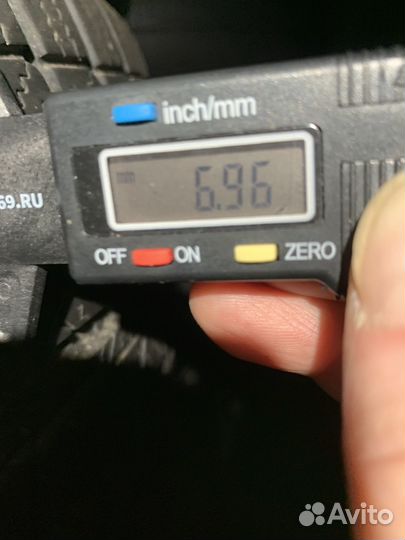 inch/mm
mm 6.96
69.RU
OFF ON ZERO
Avito